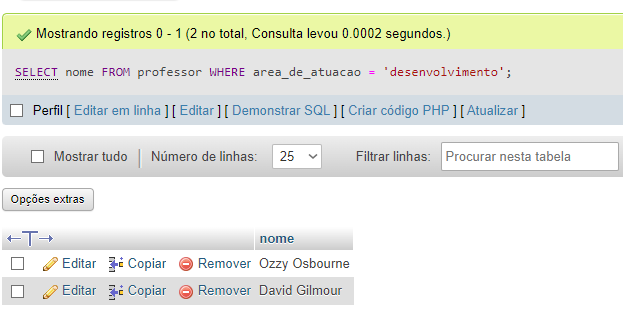 Mostrando registros 0 - 1 (2 no total, Consulta levou 0.0002 segundos.)
SELECT nome FROM professor WHERE area_de_atuacao = 'desenvolvimento';
Perfil [ Editar em linha ] [ Editar ] [ Demonstrar SQL ] [ Criar código PHP ] [ Atualizar ]
Mostrar tudo Número de linhas: 25 Filtrar linhas: Procurar nesta tabela
Opções extras
←T→ nome
Editar Copiar Remover Ozzy Osbourne
Editar Copiar Remover David Gilmour